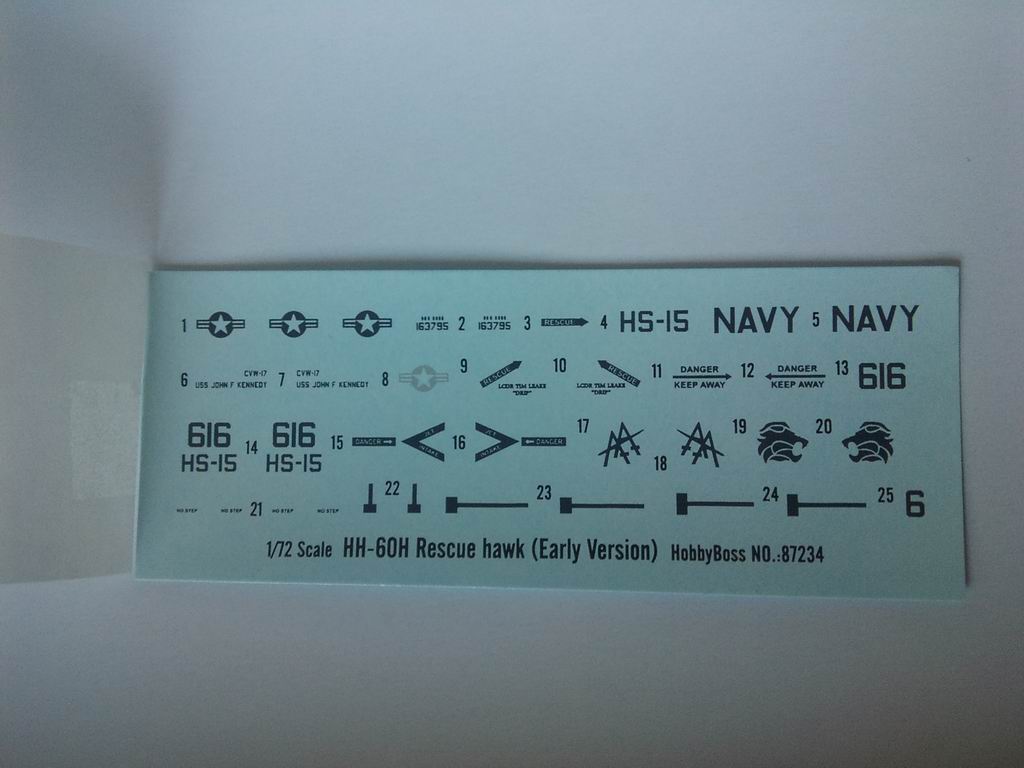 1 163795 2 163795 3 RESCUE 4 HS-15 NAVY 5 NAVY
6 CVW-17 USS JOHN F KENNEDY 7 CVW-17 USS JOHN F KENNEDY 8 9 RESCUE LCDR TIM LEAKE "DRIP" 10 RESCUE LCDR TIM LEAKE "DRIP" 11 DANGER KEEP AWAY 12 DANGER KEEP AWAY 13 616
616 HS-15 14 616 HS-15 15 DANGER INTAKE 16 INTAKE DANGER 17 18 19 20
NO STEP NO STEP 21 NO STEP NO STEP 22 23 24 25 6
1/72 Scale HH-60H Rescue hawk (Early Version) HobbyBoss NO.:87234